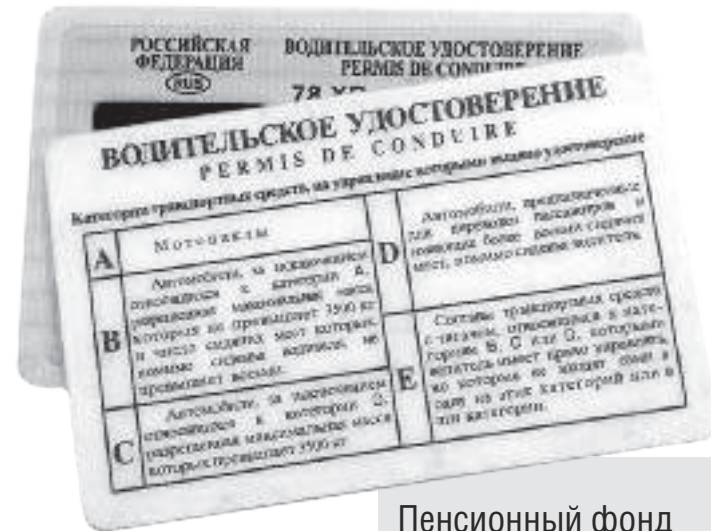 РОССИЙСКАЯ
ФЕДЕРАЦИЯ
RUS
ВОДИТЕЛЬСКОЕ УДОСТОВЕРЕНИЕ
PERMIS DE CONDUIRE
78
ВОДИТЕЛЬСКОЕ УДОСТОВЕРЕНИЕ
PERMIS DE CONDUIRE
Категории транспортных средств, на управление которыми выдано удостоверение
A
Мотоциклы
B
Автомобили, за исключением
относящихся к категории A,
разрешенная максимальная масса
которых не превышает 3500 кг
и число сидячих мест которых,
помимо сиденья водителя, не
превышает восьми.
C
Автомобили, за исключением
относящихся к категории D,
разрешенная максимальная масса
которых превышает 3500 кг
D
Автомобили, предназначенные
для перевозки пассажиров и
имеющие более восьми сидячих
мест, помимо сиденья водителя.
E
Составы транспортных средств
с тягачом, относящимся к кате-
гориям B, C или D, которыми
водитель имеет право управлять,
но которые не входят сами в
одну из этих категорий или в
эти категории.
Пенсионный фонд